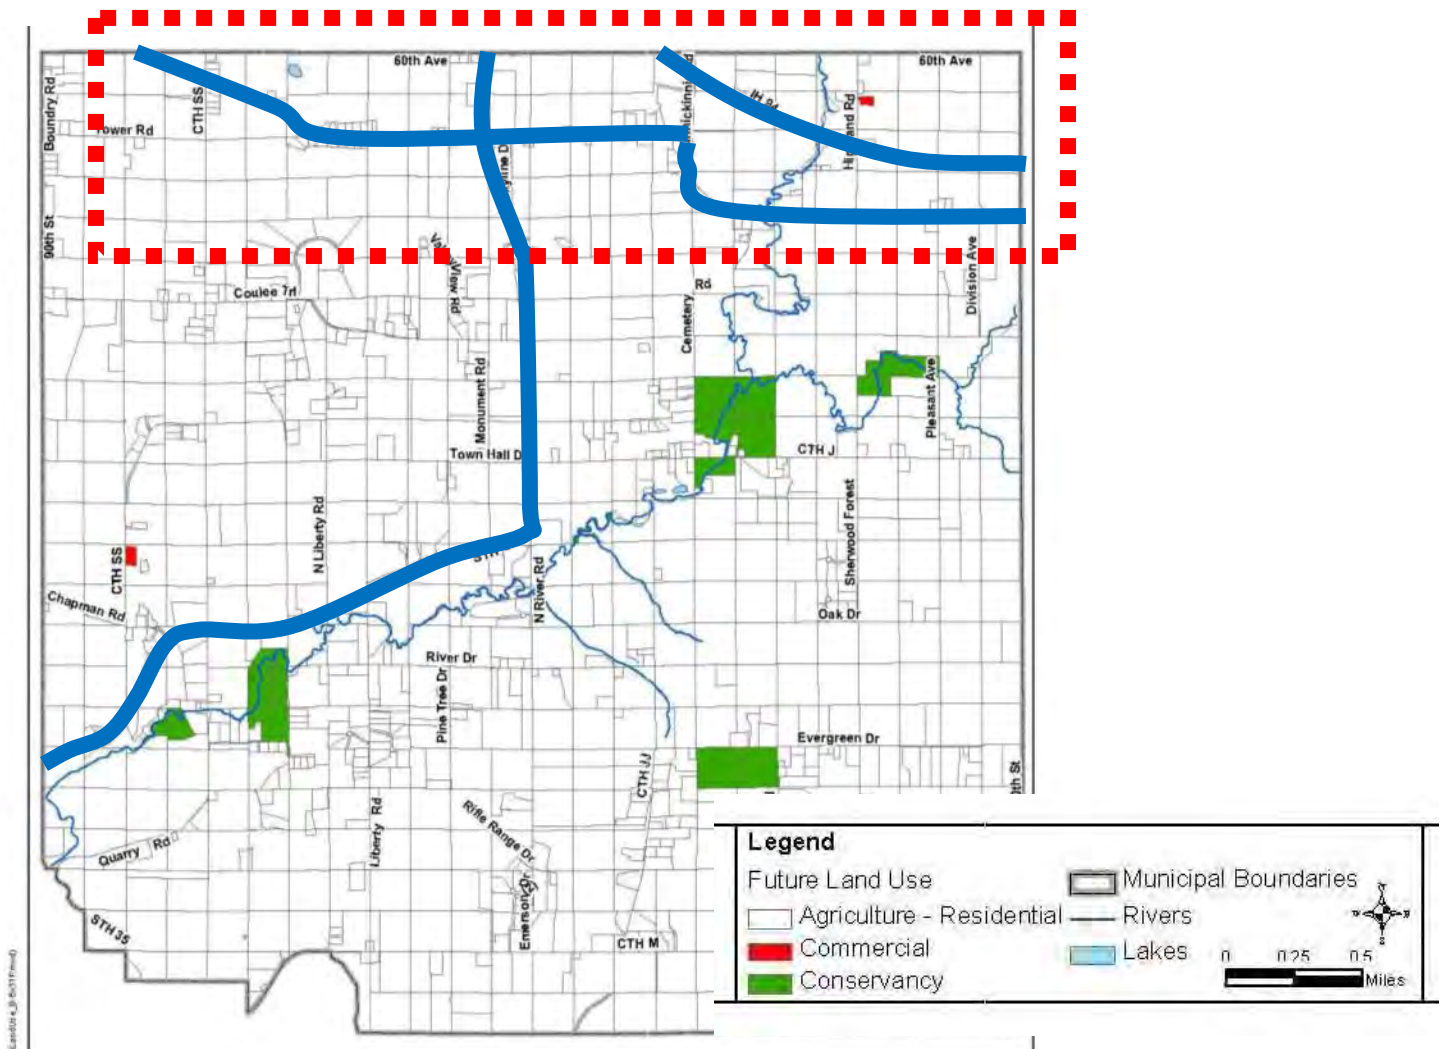 60th Ave
60th Ave
Boundry Rd
CTH SS
Tower Rd
Highland Rd
90th St
Coulee Trl
Rd
Cemetery
Division Ave
Monument Rd
Pleasant Ave
Town Hall D
CTH J
Sherwood Forest
N Liberty Rd
CTH SS
N River Rd
Chapman Rd
Oak Dr
River Dr
Pine Tree Dr
Evergreen Dr
CTH JJ
Rifle Range Dr
Liberty Rd
Quarry Rd
Emerson Dr
STH 35
CTH M
Legend
Future Land Use
Municipal Boundaries
Agriculture - Residential
Rivers
Commercial
Lakes
Conservancy
0 0.25 0.5
Miles
S